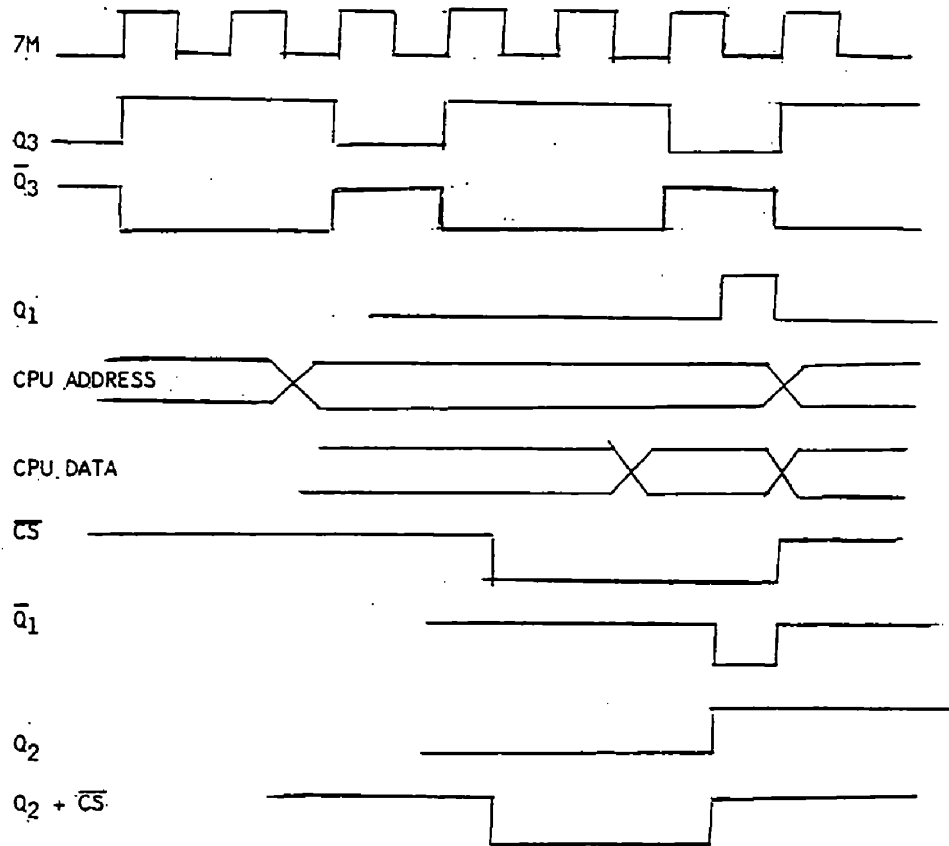 7M
Q3
Q̅3
Q1
CPU ADDRESS
CPU DATA
C̅S̅
Q̅1
Q2
Q2 + C̅S̅